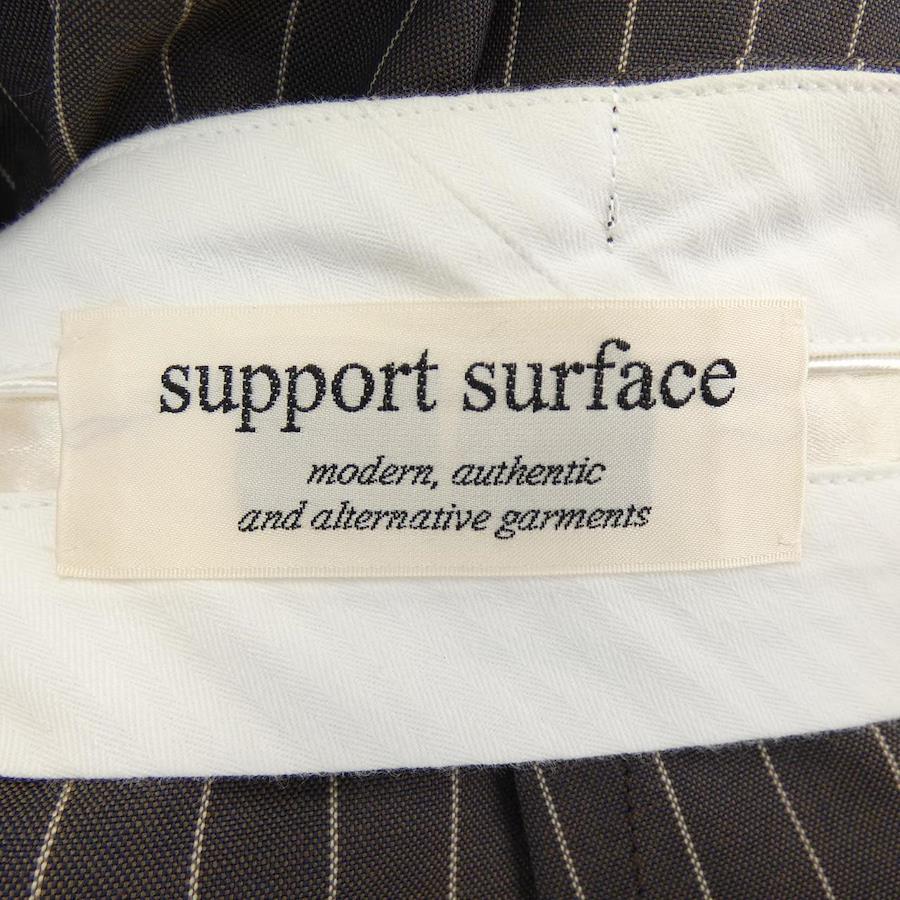 support surface
modern, authentic
and alternative garments